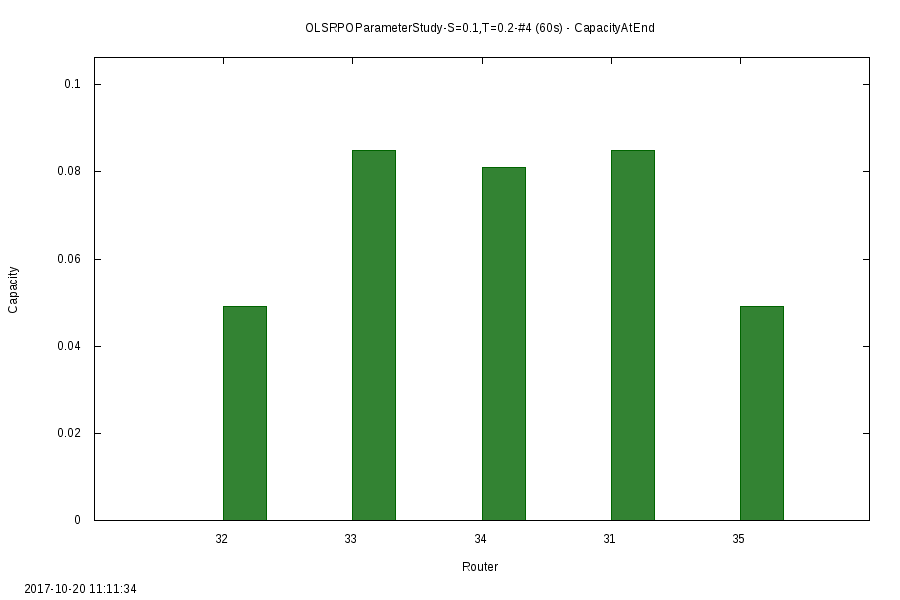 OLSRPOParameterStudy-S=0.1,T=0.2-#4 (60s) - CapacityAtEnd
0.1
0.08
0.06
0.04
0.02
0
Capacity
32 33 34 31 35
Router
2017-10-20 11:11:34